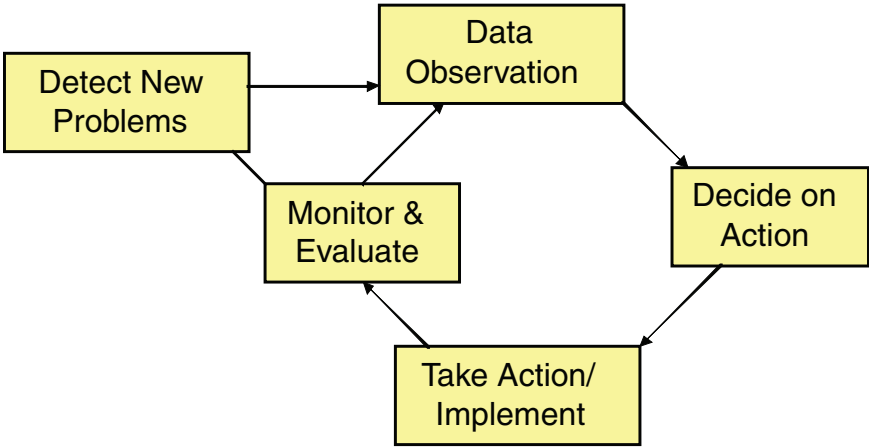 Data
Observation
Detect New
Problems
Decide on
Action
Monitor &
Evaluate
Take Action/
Implement